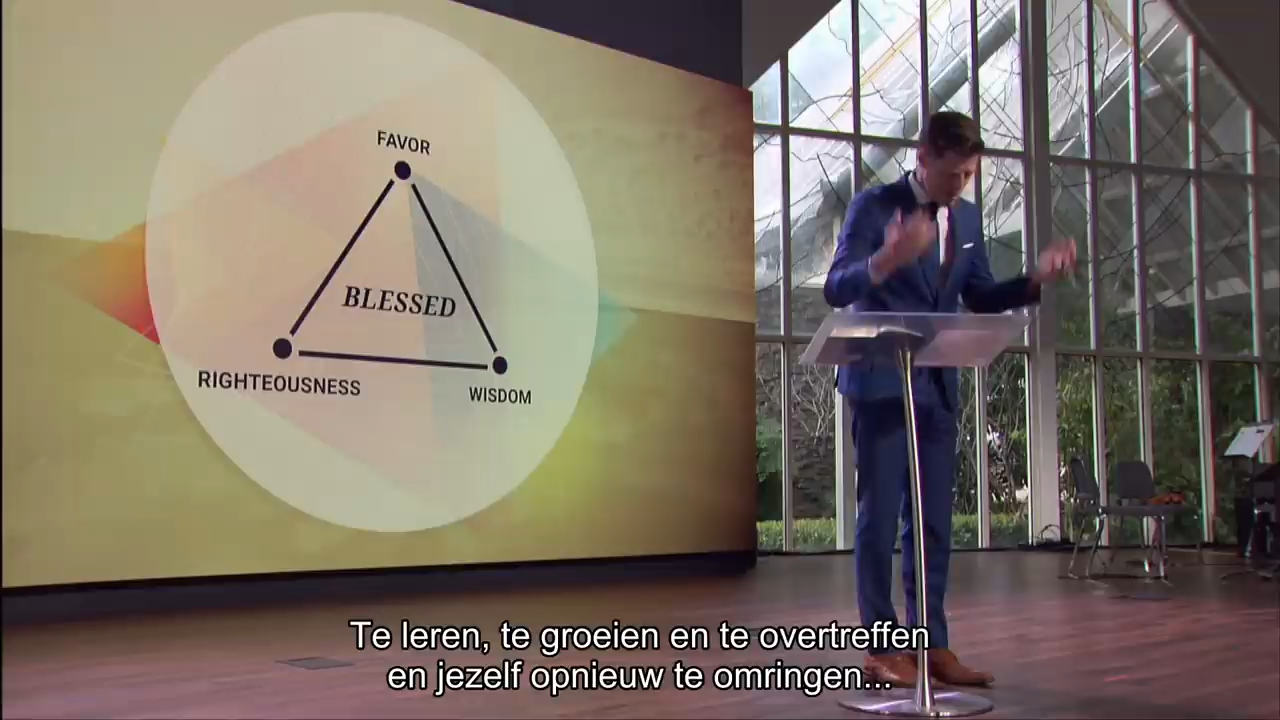 FAVOR
BLESSED
RIGHTEOUSNESS
WISDOM
Te leren, te groeien en te overtreffen
en jezelf opnieuw te omringen...